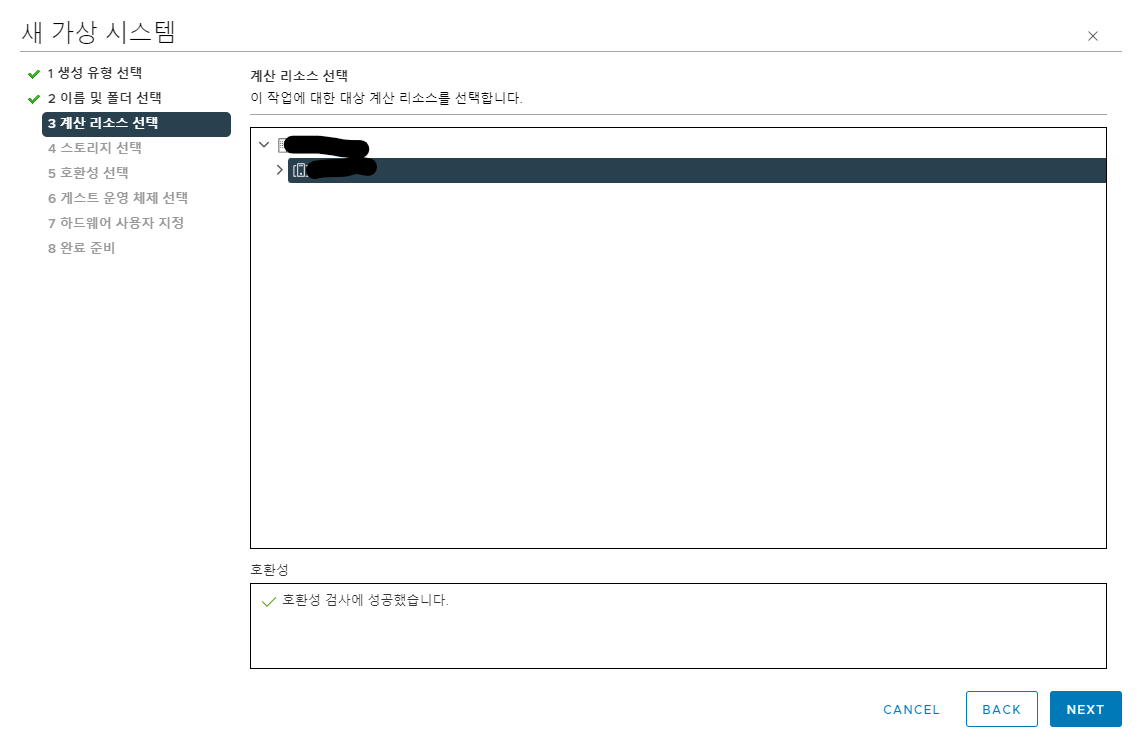 새 가상 시스템
1 생성 유형 선택
2 이름 및 폴더 선택
3 계산 리소스 선택
4 스토리지 선택
5 호환성 선택
6 게스트 운영 체제 선택
7 하드웨어 사용자 지정
8 완료 준비
계산 리소스 선택
이 작업에 대한 대상 계산 리소스를 선택합니다.
호환성
호환성 검사에 성공했습니다.
CANCEL
BACK
NEXT